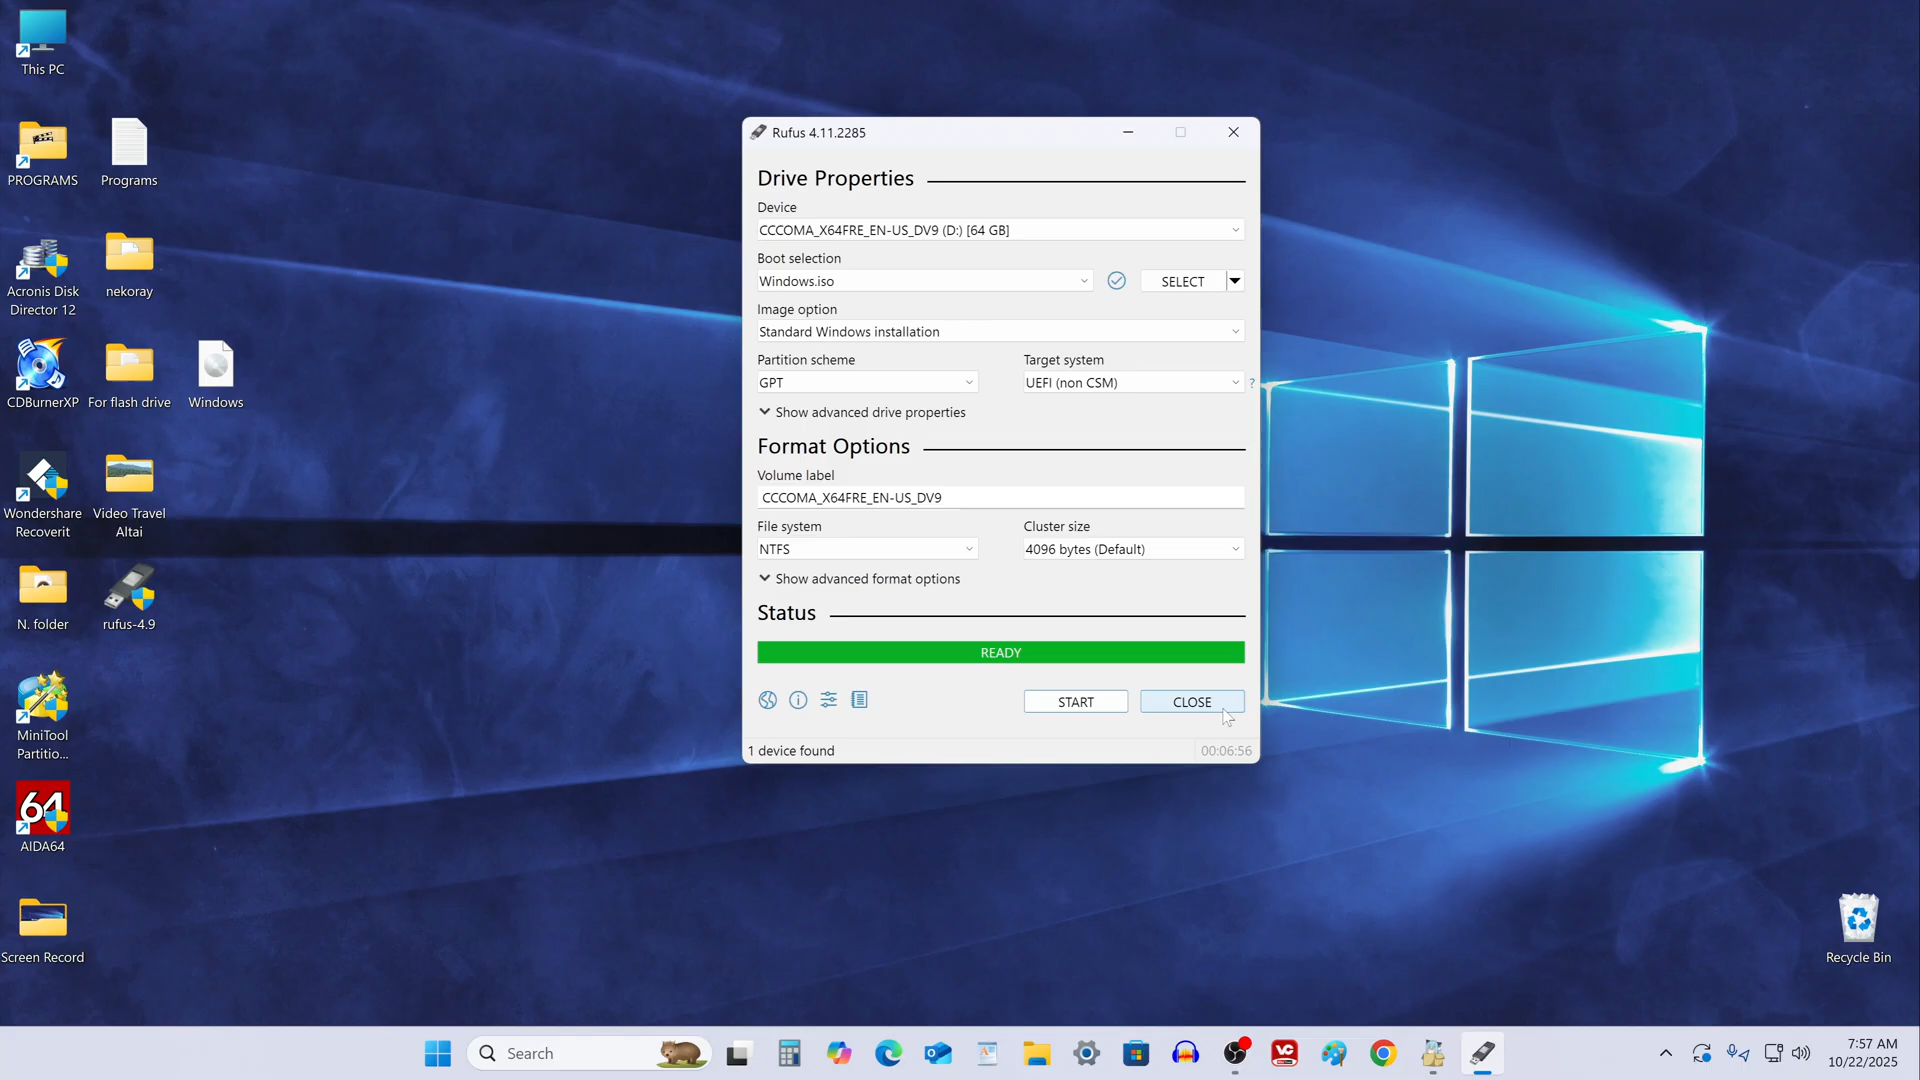 This PC
PROGRAMS
Programs
Acronis Disk
Director 12
nekoray
CDBurnerXP
For flash drive
Windows
Wondershare
Recoverit
Video Travel
Altai
N. folder
rufus-4.9
MiniTool
Partitio...
64
AIDA64
Screen Record
Rufus 4.11.2285
Drive Properties
Device
CCCOMA_X64FRE_EN-US_DV9 (D:) [64 GB]
Boot selection
Windows.iso
SELECT
Image option
Standard Windows installation
Partition scheme
Target system
GPT
UEFI (non CSM)
?
Show advanced drive properties
Format Options
Volume label
CCCOMA_X64FRE_EN-US_DV9
File system
Cluster size
NTFS
4096 bytes (Default)
Show advanced format options
Status
READY
START
CLOSE
1 device found
00:06:56
Recycle Bin
Search
VC
7:57 AM
10/22/2025